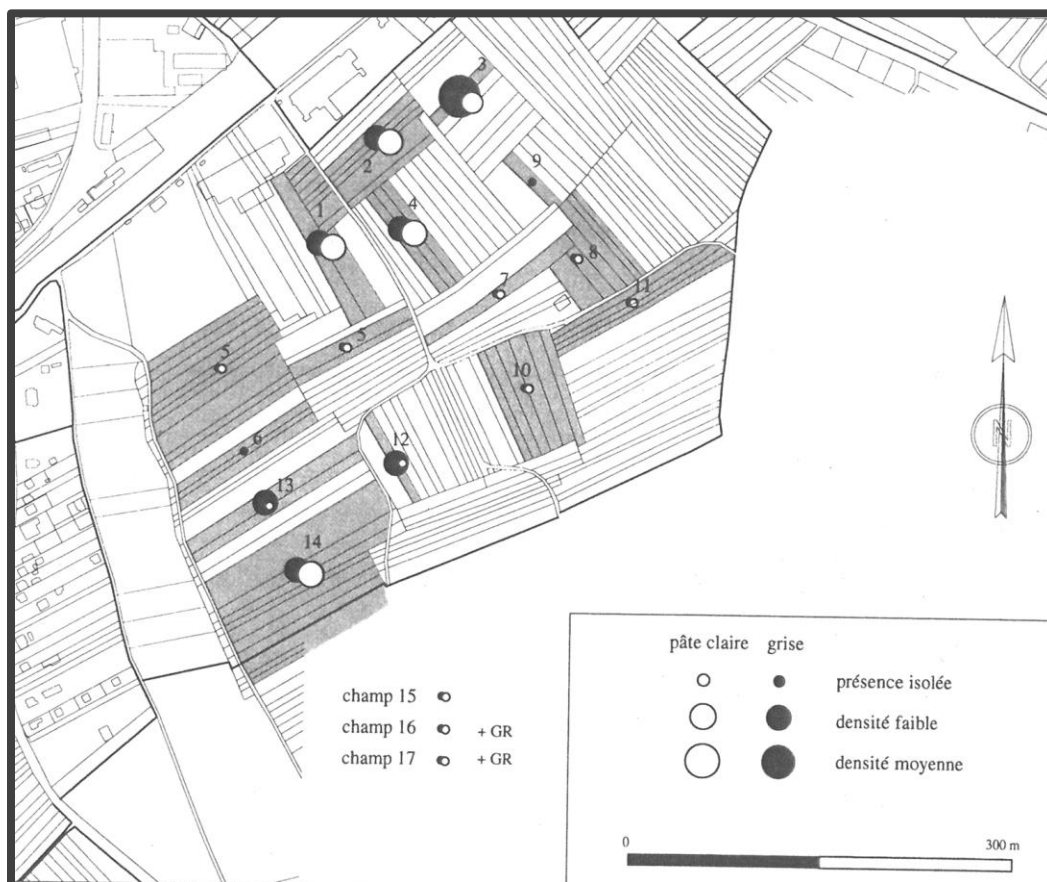 3
2
9
1
4
8
7
11
5
5
10
12
6
13
14
N
pâte claire grise
présence isolée
densité faible
densité moyenne
champ 15
champ 16 + GR
champ 17 + GR
0 300 m